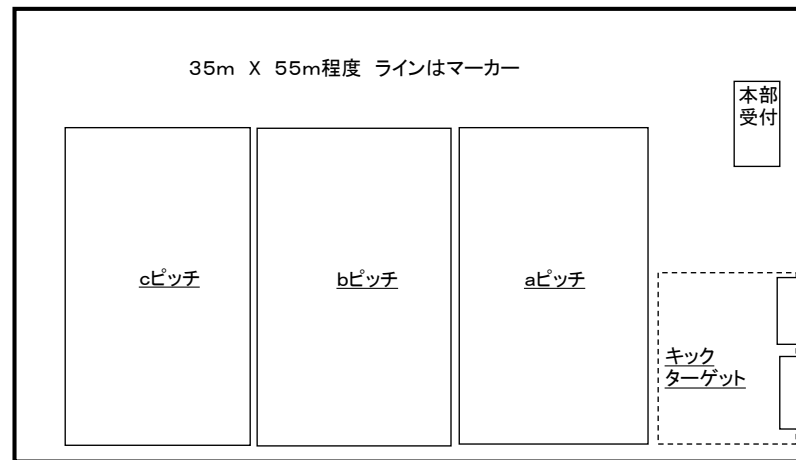 ３５ｍ　Ｘ　５５ｍ程度　ラインはマーカー
本部
受付
ｃピッチ
ｂピッチ
ａピッチ
キック
ターゲット